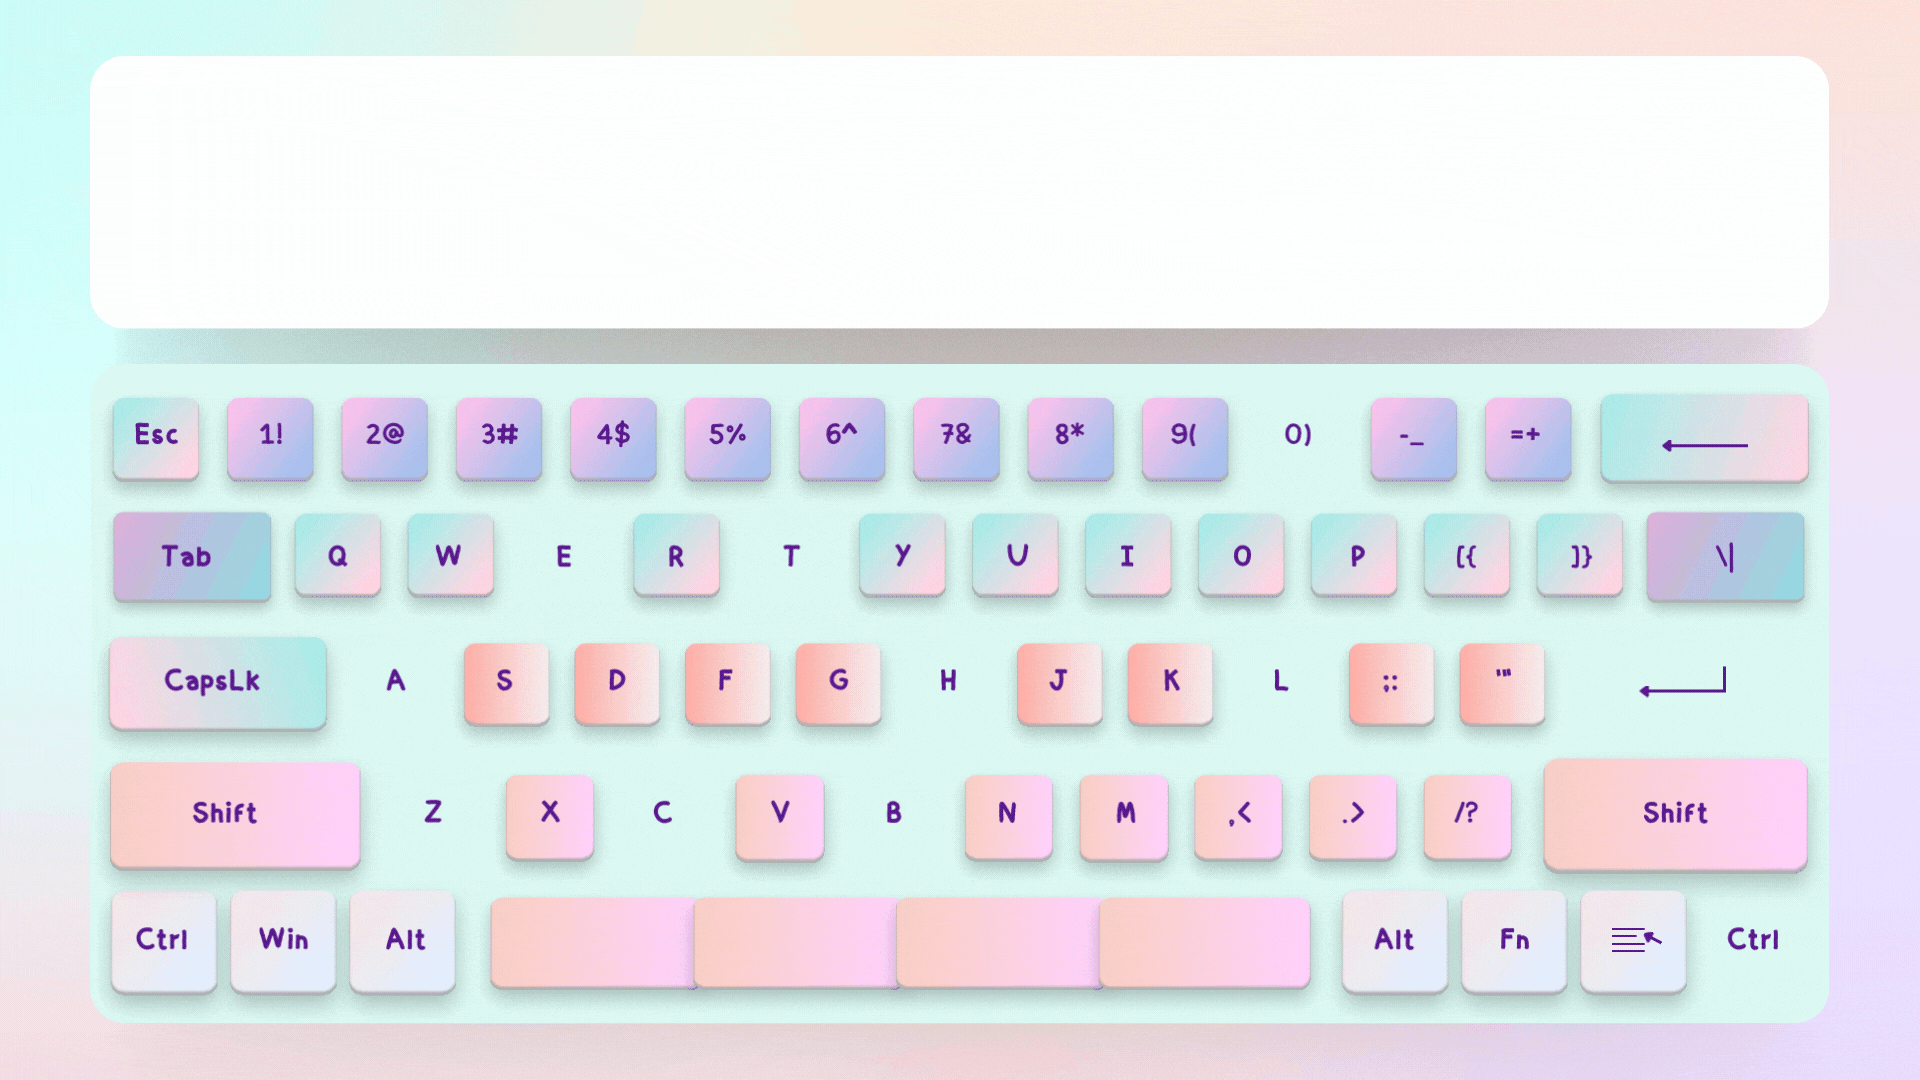 Esc 1! 2@ 3# 4$ 5% 6^ 7& 8* 9( 0) -_ =+
Tab Q W E R T Y U I O P [{ ]} \|
CapsLk A S D F G H J K L ;: '"
Shift Z X C V B N M ,< .> /? Shift
Ctrl Win Alt Alt Fn Ctrl